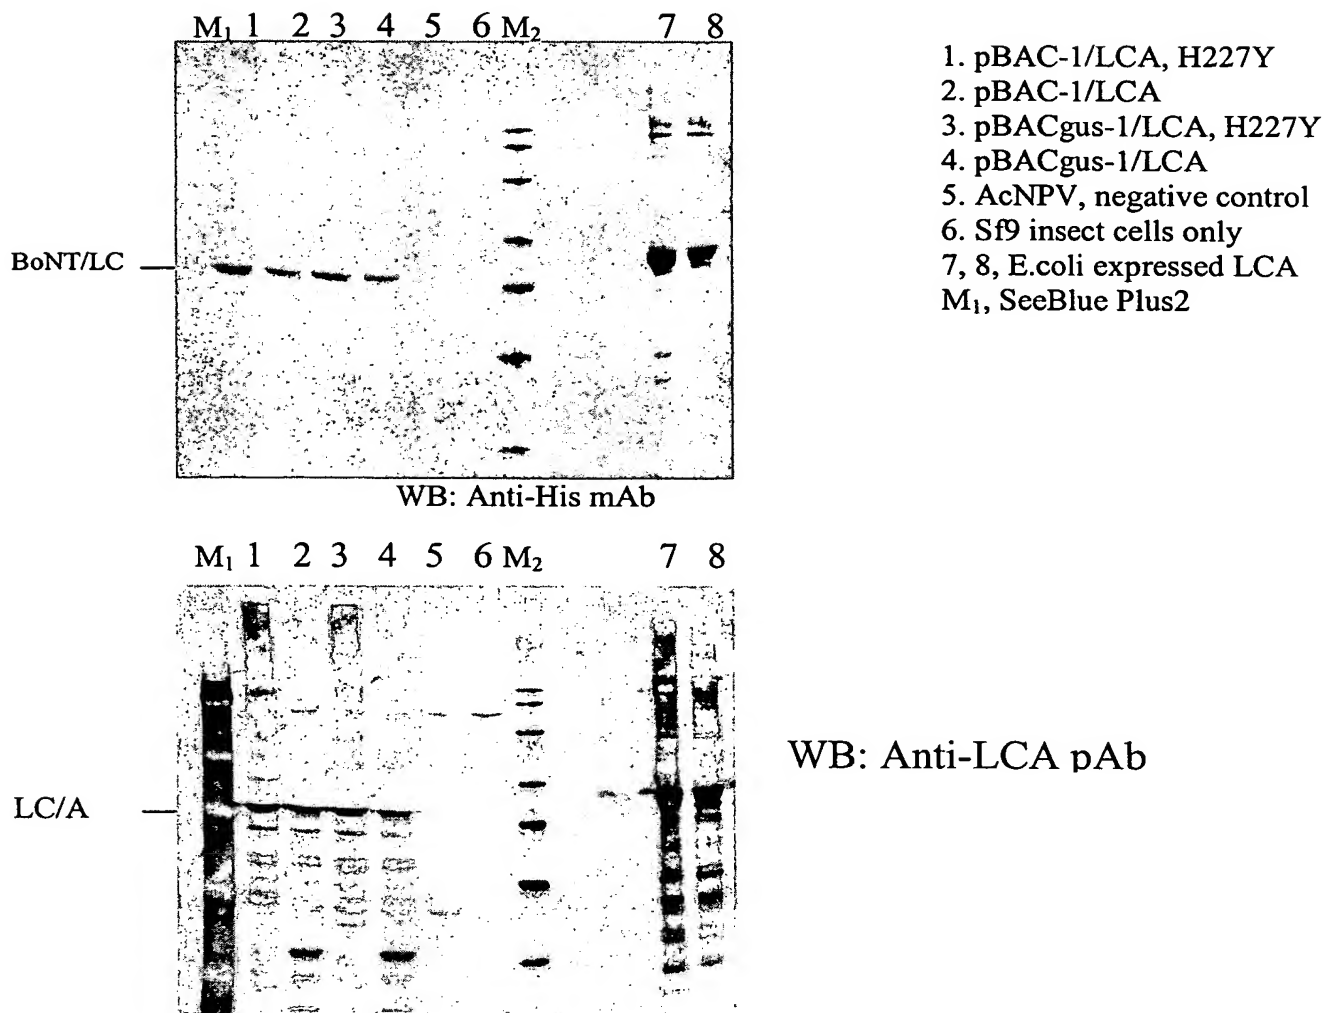 M₁ 1 2 3 4 5 6 M₂ 7 8
1. pBAC-1/LCA, H227Y
2. pBAC-1/LCA
3. pBACgus-1/LCA, H227Y
4. pBACgus-1/LCA
5. AcNPV, negative control
6. Sf9 insect cells only
7, 8, E.coli expressed LCA
M₁, SeeBlue Plus2
BoNT/LC
WB: Anti-His mAb
M₁ 1 2 3 4 5 6 M₂ 7 8
WB: Anti-LCA pAb
LC/A